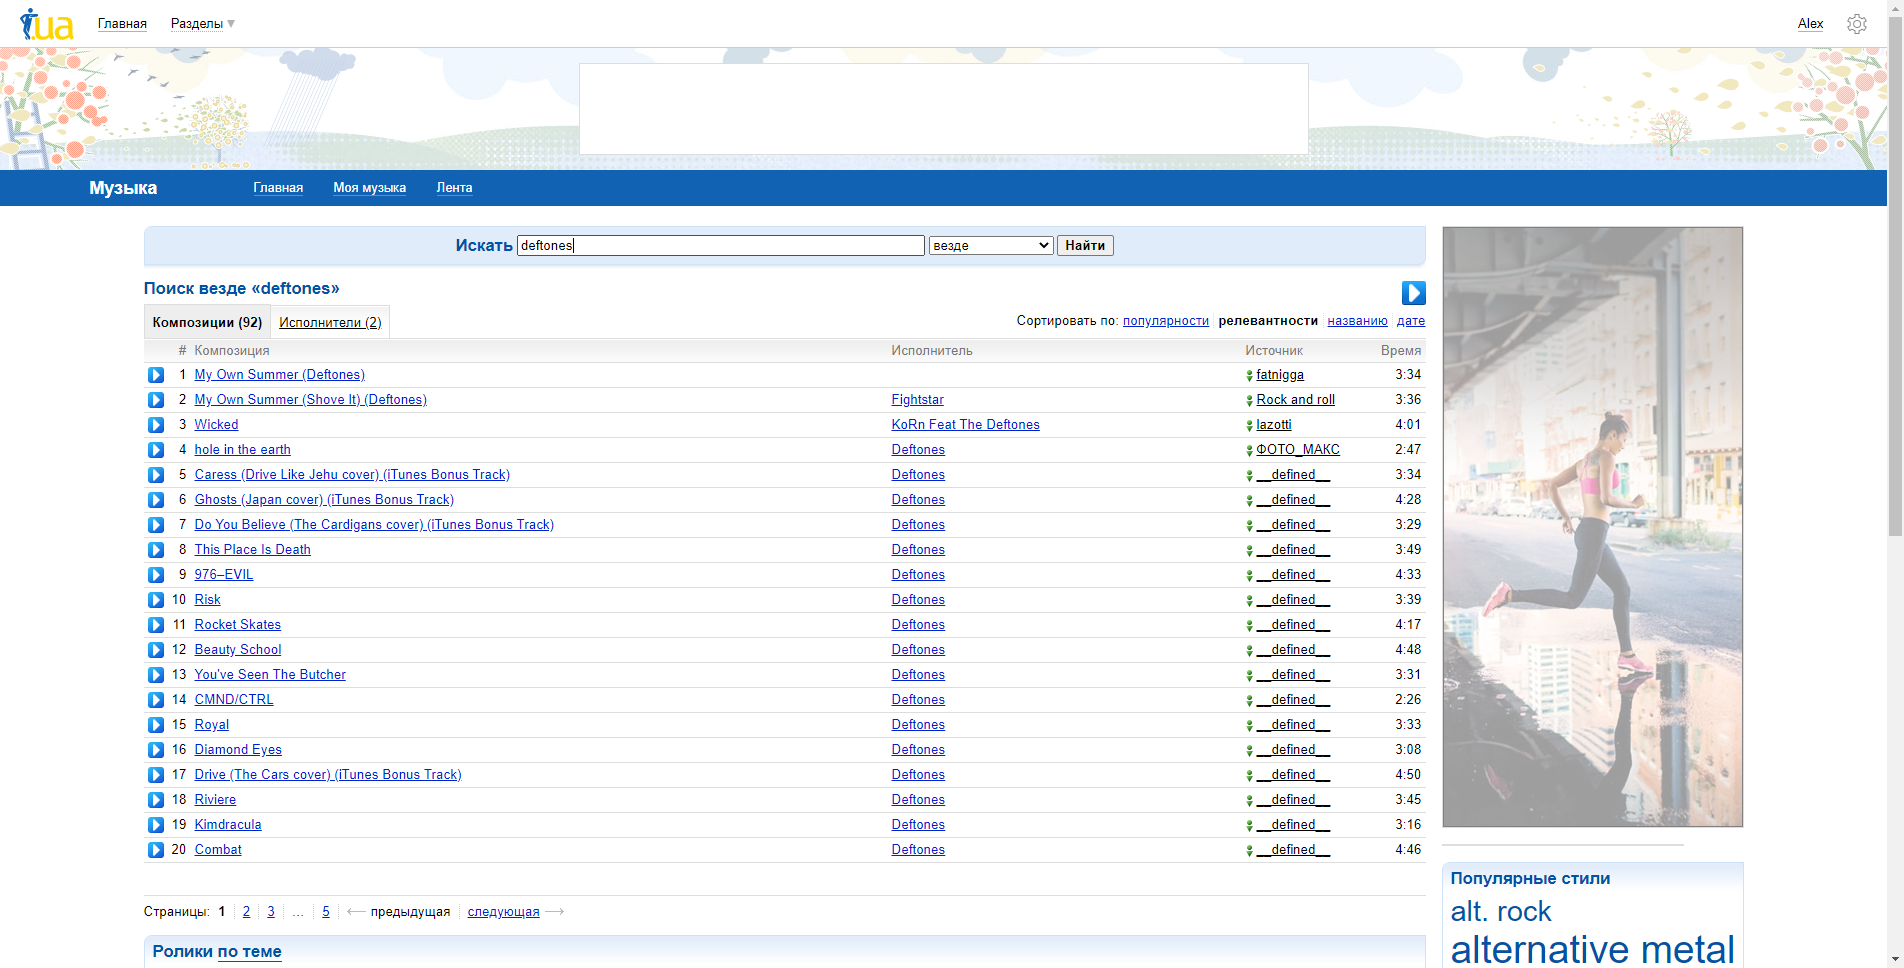 .ua Главная Разделы ▼ Alex
Музыка Главная Моя музыка Лента
Искать deftones везде Найти
Поиск везде «deftones»
Композиции (92) Исполнители (2) Сортировать по: популярности релевантности названию дате
# Композиция Исполнитель Источник Время
1 My Own Summer (Deftones) fatnigga 3:34
2 My Own Summer (Shove It) (Deftones) Fightstar Rock and roll 3:36
3 Wicked KoRn Feat The Deftones lazotti 4:01
4 hole in the earth Deftones ФОТО_МАКС 2:47
5 Caress (Drive Like Jehu cover) (iTunes Bonus Track) Deftones __defined__ 3:34
6 Ghosts (Japan cover) (iTunes Bonus Track) Deftones __defined__ 4:28
7 Do You Believe (The Cardigans cover) (iTunes Bonus Track) Deftones __defined__ 3:29
8 This Place Is Death Deftones __defined__ 3:49
9 976–EVIL Deftones __defined__ 4:33
10 Risk Deftones __defined__ 3:39
11 Rocket Skates Deftones __defined__ 4:17
12 Beauty School Deftones __defined__ 4:48
13 You've Seen The Butcher Deftones __defined__ 3:31
14 CMND/CTRL Deftones __defined__ 2:26
15 Royal Deftones __defined__ 3:33
16 Diamond Eyes Deftones __defined__ 3:08
17 Drive (The Cars cover) (iTunes Bonus Track) Deftones __defined__ 4:50
18 Riviere Deftones __defined__ 3:45
19 Kimdracula Deftones __defined__ 3:16
20 Combat Deftones __defined__ 4:46
Страницы: 1 2 3 ... 5 предыдущая следующая
Ролики по теме
Популярные стили
alt. rock
alternative metal